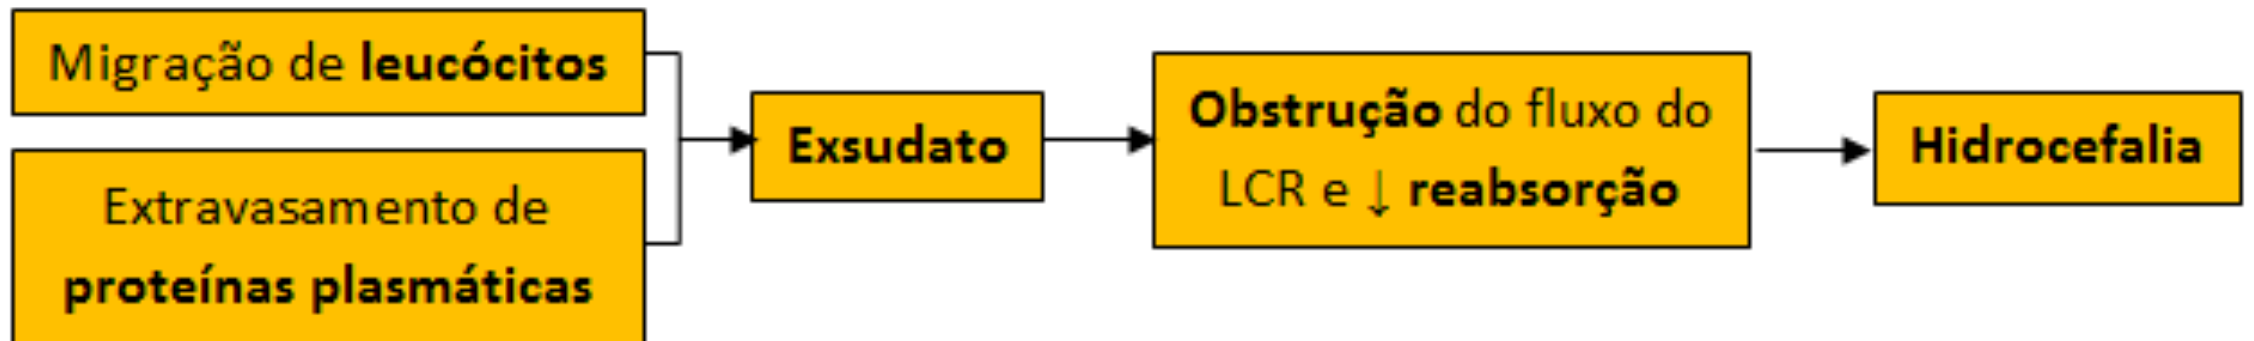 Migração de leucócitos
Extravasamento de
proteínas plasmáticas
Exsudato
Obstrução do fluxo do
LCR e ↓ reabsorção
Hidrocefalia